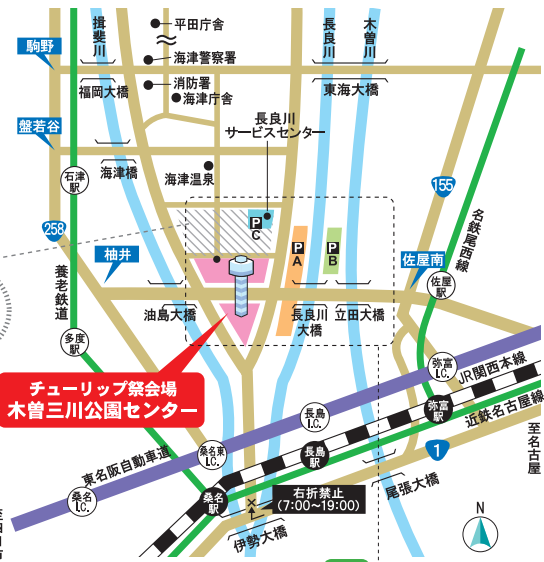 揖斐川
平田庁舎
長良川
木曽川
駒野
海津警察署
福岡大橋
消防署
海津庁舎
東海大橋
長良川
サービスセンター
盤若谷
海津橋
石津
駅
海津温泉
155
258
P
C
P
A
P
B
名鉄尾西線
柚井
佐屋南
佐屋
駅
養老鉄道
油島大橋
長良川
大橋
立田大橋
多度
駅
弥富
I.C.
JR関西本線
チューリップ祭会場
木曽三川公園センター
弥富
駅
近鉄名古屋線
至名古屋
長島
I.C.
桑名東
I.C.
長島
駅
1
東名阪自動車道
桑名
I.C.
桑名
駅
右折禁止
(7:00〜19:00)
尾張大橋
伊勢大橋
N